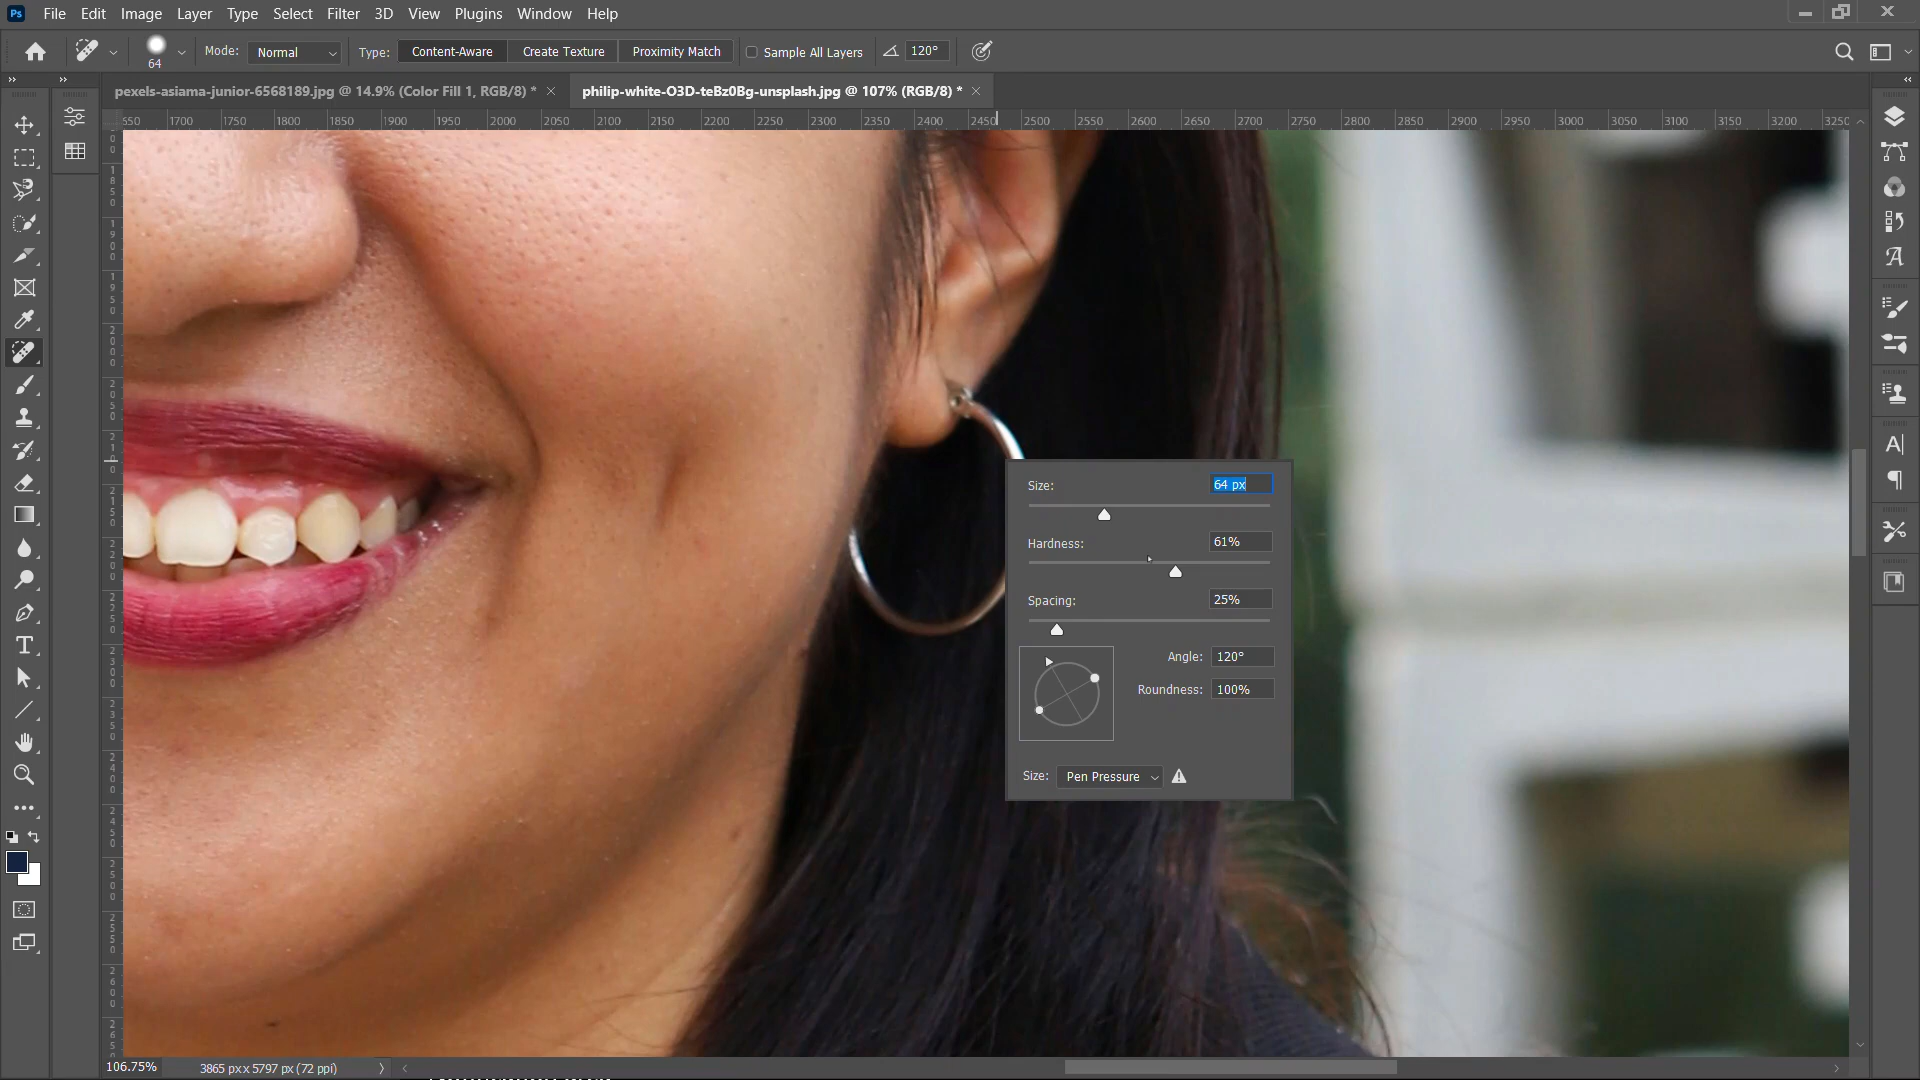 Ps File Edit Image Layer Type Select Filter 3D View Plugins Window Help
64 Mode: Normal Type: Content-Aware Create Texture Proximity Match Sample All Layers 120°
pexels-asiama-junior-6568189.jpg @ 14.9% (Color Fill 1, RGB/8) * philip-white-O3D-teBz0Bg-unsplash.jpg @ 107% (RGB/8) *
1700 1750 1800 1850 1900 1950 2000 2050 2100 2150 2200 2250 2300 2350 2400 2450 2500 2550 2600 2650 2700 2750 2800 2850 2900 2950 3000 3050 3100 3150 3200 3250
Size: 64 px
Hardness: 61%
Spacing: 25%
Angle: 120°
Roundness: 100%
Size: Pen Pressure
106.75% 3865 px x 5797 px (72 ppi)